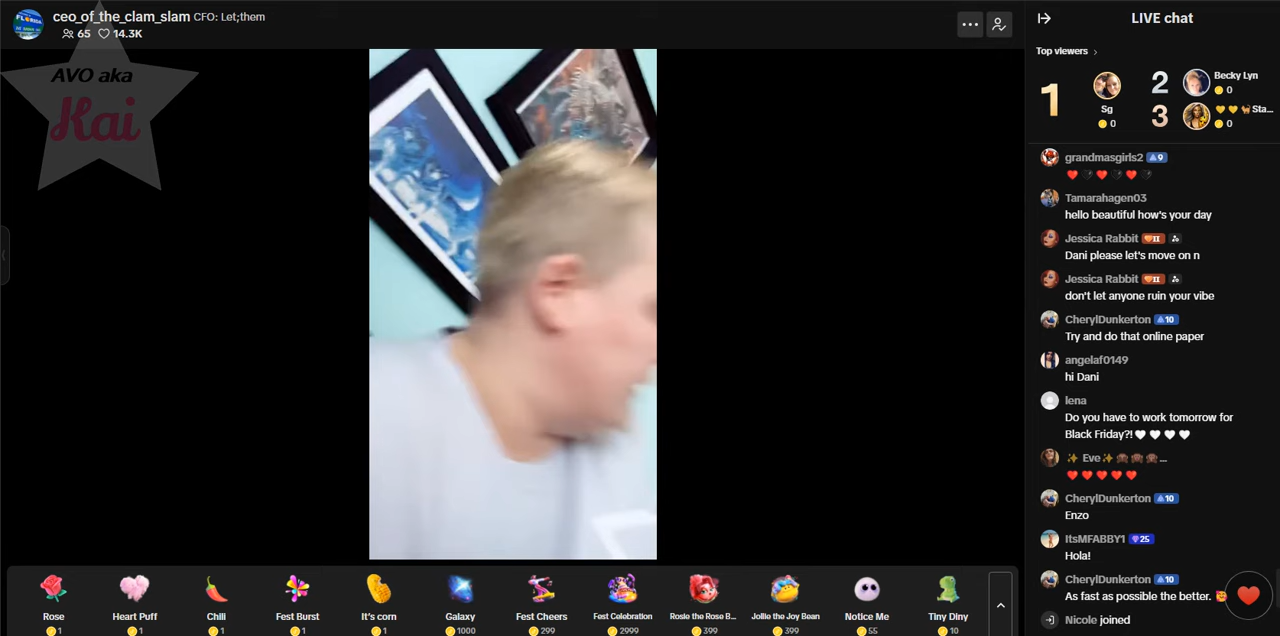 ceo_of_the_clam_slam CFO: Let;them
65 14.3K
AVO aka
Kai
LIVE chat
Top viewers
1
Sg
0
2
Becky Lyn
0
3
Sta...
0
grandmasgirls2 9
Tamarahagen03
hello beautiful how's your day
Jessica Rabbit II
Dani please let's move on n
Jessica Rabbit II
don't let anyone ruin your vibe
CherylDunkerton 10
Try and do that online paper
angelaf0149
hi Dani
lena
Do you have to work tomorrow for
Black Friday?!🤍🤍🤍🤍
✨ Eve✨🙈🙈🙈...
CherylDunkerton 10
Enzo
ItsMFABBY1 25
Hola!
CherylDunkerton 10
As fast as possible the better. 🥰
Nicole joined
Rose
1
Heart Puff
1
Chili
1
Fest Burst
1
It's corn
1
Galaxy
1000
Fest Cheers
299
Fest Celebration
2999
Rosie the Rose B...
399
Jollie the Joy Bean
399
Notice Me
55
Tiny Diny
10